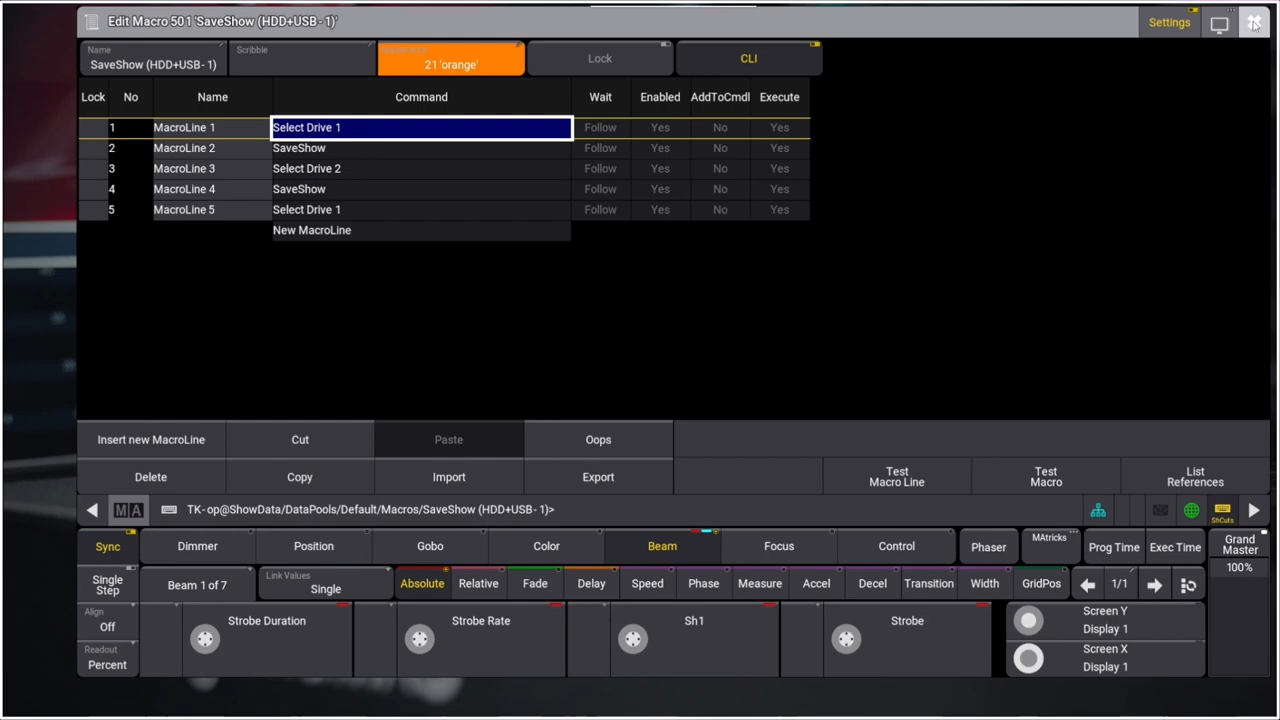 Edit Macro 501 'SaveShow (HDD+USB-1)'
Settings
Name
SaveShow (HDD+USB-1)
Scribble
21 'orange'
Lock
CLI
Lock No Name Command Wait Enabled AddToCmdl Execute
1 MacroLine 1 Select Drive 1 Follow Yes No Yes
2 MacroLine 2 SaveShow Follow Yes No Yes
3 MacroLine 3 Select Drive 2 Follow Yes No Yes
4 MacroLine 4 SaveShow Follow Yes No Yes
5 MacroLine 5 Select Drive 1 Follow Yes No Yes
New MacroLine
Insert new MacroLine Cut Paste Oops
Delete Copy Import Export
Test
Macro Line
Test
Macro
List
References
MA TK-op@ShowData/DataPools/Default/Macros/SaveShow (HDD+USB-1)>
ShCuts
Sync Dimmer Position Gobo Color Beam Focus Control Phaser MAtricks Prog Time Exec Time
Grand
Master
100%
Single
Step
Beam 1 of 7
Link Values
Single
Absolute Relative Fade Delay Speed Phase Measure Accel Decel Transition Width GridPos 1/1
Align
Off
Readout
Percent
Strobe Duration Strobe Rate Sh1 Strobe
Screen Y
Display 1
Screen X
Display 1